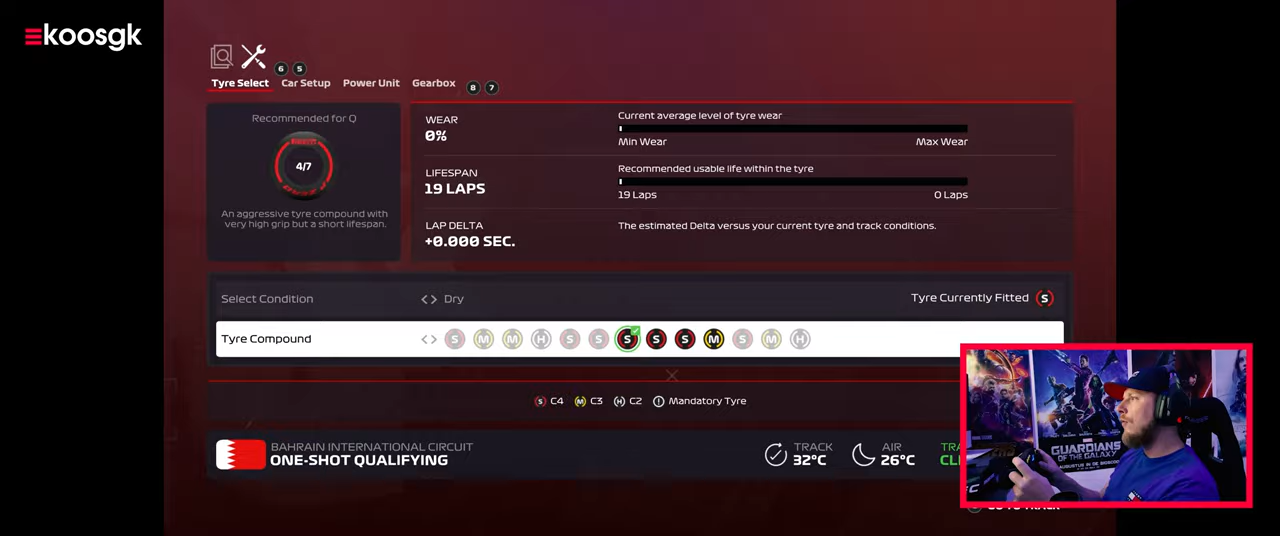 koosgk
6 5
Tyre Select Car Setup Power Unit Gearbox 8 7
Recommended for Q
4/7
An aggressive tyre compound with
very high grip but a short lifespan.
WEAR
0%
Current average level of tyre wear
Min Wear Max Wear
LIFESPAN
19 LAPS
Recommended usable life within the tyre
19 Laps 0 Laps
LAP DELTA
+0.000 SEC.
The estimated Delta versus your current tyre and track conditions.
Select Condition <> Dry Tyre Currently Fitted S
Tyre Compound <> S M M H S S S S S M S M H
S C4 M C3 H C2 ! Mandatory Tyre
BAHRAIN INTERNATIONAL CIRCUIT
ONE-SHOT QUALIFYING
TRACK
32°C
AIR
26°C
GUARDIANS
OF THE GALAXY